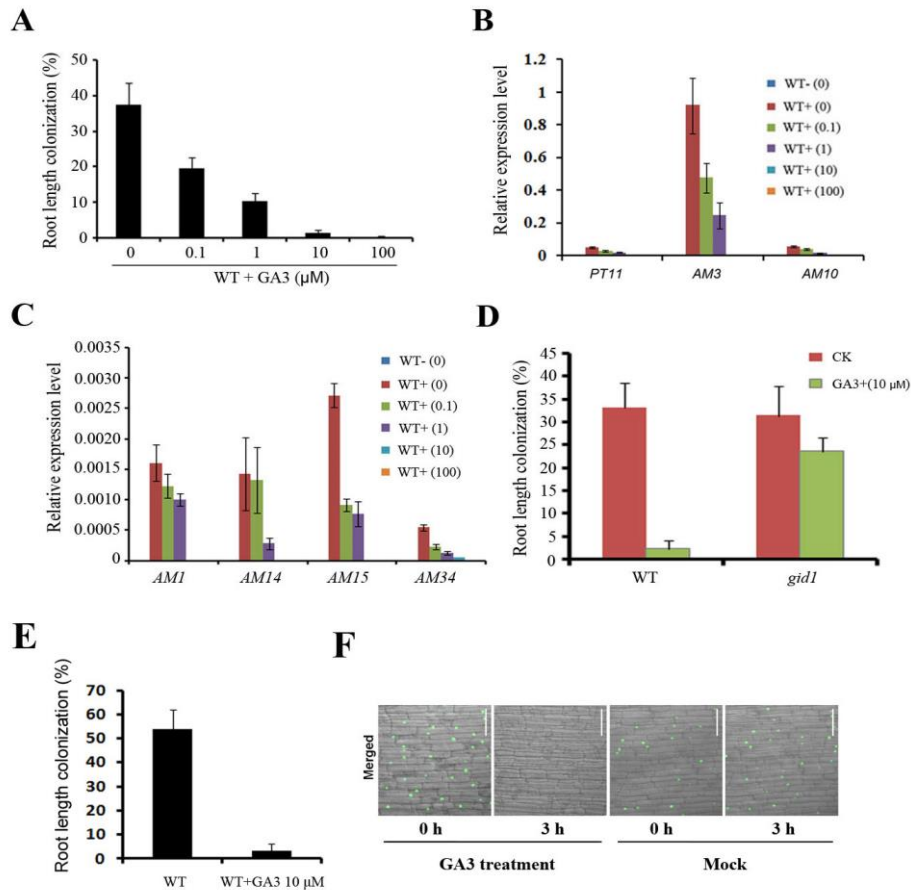 A
Root length colonization (%)
50
40
30
20
10
0
0 0.1 1 10 100
WT + GA3 (µM)
B
Relative expression level
1.2
1
0.8
0.6
0.4
0.2
0
PT11 AM3 AM10
WT- (0)
WT+ (0)
WT+ (0.1)
WT+ (1)
WT+ (10)
WT+ (100)
C
Relative expression level
0.0035
0.0030
0.0025
0.0020
0.0015
0.0010
0.0005
0
AM1 AM14 AM15 AM34
WT- (0)
WT+ (0)
WT+ (0.1)
WT+ (1)
WT+ (10)
WT+ (100)
D
Root length colonization (%)
45
40
35
30
25
20
15
10
5
0
WT gid1
CK
GA3+(10 µM)
E
Root length colonization (%)
70
60
50
40
30
20
10
0
WT WT+GA3 10 µM
F
Merged
0 h 3 h 0 h 3 h
GA3 treatment Mock